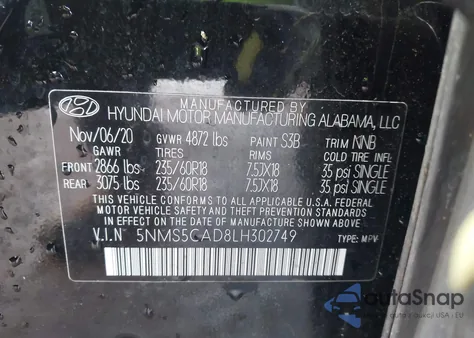 MANUFACTURED BY
HYUNDAI MOTOR MANUFACTURING ALABAMA, LLC
Nov/06/20 GVWR 4872 lbs PAINT S3B TRIM NNB
GAWR TIRES RIMS COLD TIRE INFL.
FRONT 2866 lbs 235/60R18 7.5JX18 35 psi SINGLE
REAR 3075 lbs 235/60R18 7.5JX18 35 psi SINGLE
THIS VEHICLE CONFORMS TO ALL APPLICABLE U.S.A. FEDERAL
MOTOR VEHICLE SAFETY STANDARDS IN EFFECT ON THE DATE OF
MANUFACTURE SHOWN ABOVE.
V.I.N 5NMS5CAD8LH302749 TYPE: MPV
autoSnap